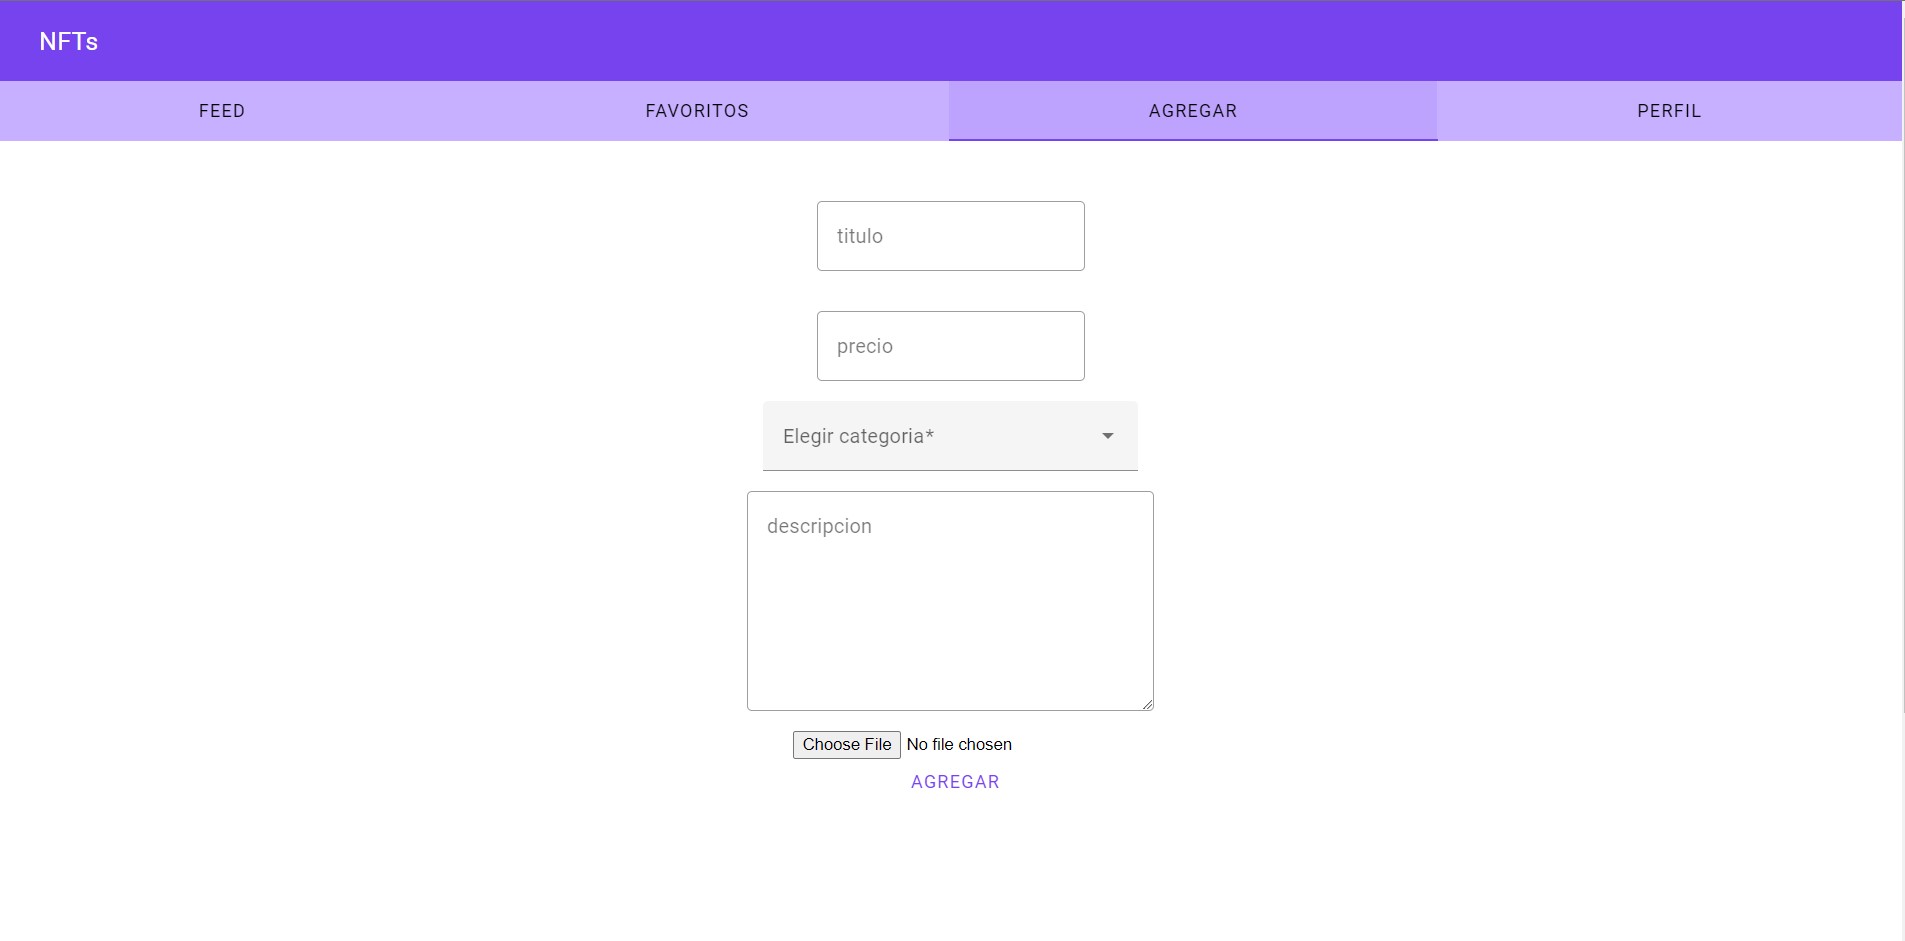 NFTs
FEED FAVORITOS AGREGAR PERFIL
titulo
precio
Elegir categoria*
descripcion
Choose File No file chosen
AGREGAR